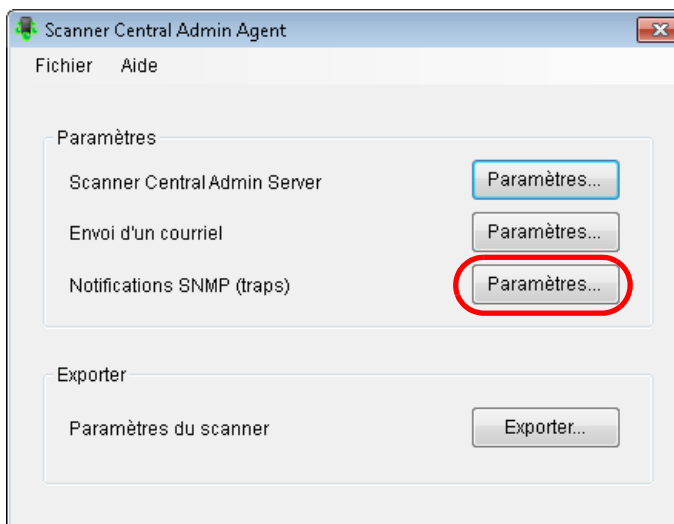 Scanner Central Admin Agent
Fichier Aide
Paramètres
Scanner Central Admin Server Paramètres...
Envoi d'un courriel Paramètres...
Notifications SNMP (traps) Paramètres...
Exporter
Paramètres du scanner Exporter...